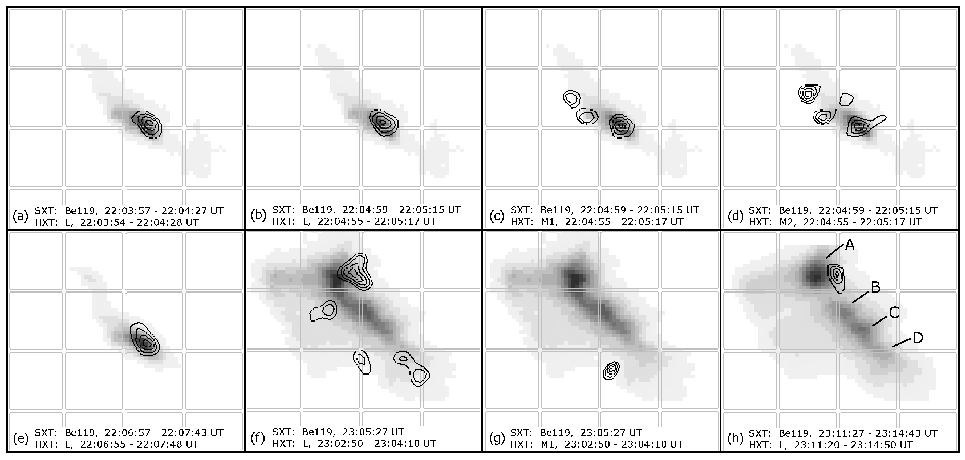 (a) SXT: Be119, 22:03:57 - 22:04:27 UT
HXT: L, 22:03:54 - 22:04:28 UT
(b) SXT: Be119, 22:04:59 - 22:05:15 UT
HXT: L, 22:04:55 - 22:05:17 UT
(c) SXT: Be119, 22:04:59 - 22:05:15 UT
HXT: M1, 22:04:55 - 22:05:17 UT
(d) SXT: Be119, 22:04:59 - 22:05:15 UT
HXT: M2, 22:04:55 - 22:05:17 UT
(e) SXT: Be119, 22:06:57 - 22:07:43 UT
HXT: L, 22:06:55 - 22:07:48 UT
(f) SXT: Be119, 23:05:27
HXT: L, 23:02:50 - 23:04:10 UT
(g) SXT: Be119, 23:05:27
HXT: M1, 23:02:50 - 23:04:10 UT
A
B
C
D
(h) SXT: Be119, 23:11:27 - 23:14:43 UT
HXT: L, 23:11:20 - 23:14:50 UT